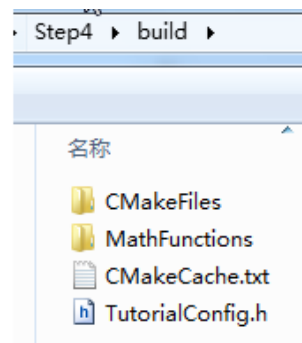 Step4 ▸ build ▸
名称
CMakeFiles
MathFunctions
CMakeCache.txt
TutorialConfig.h